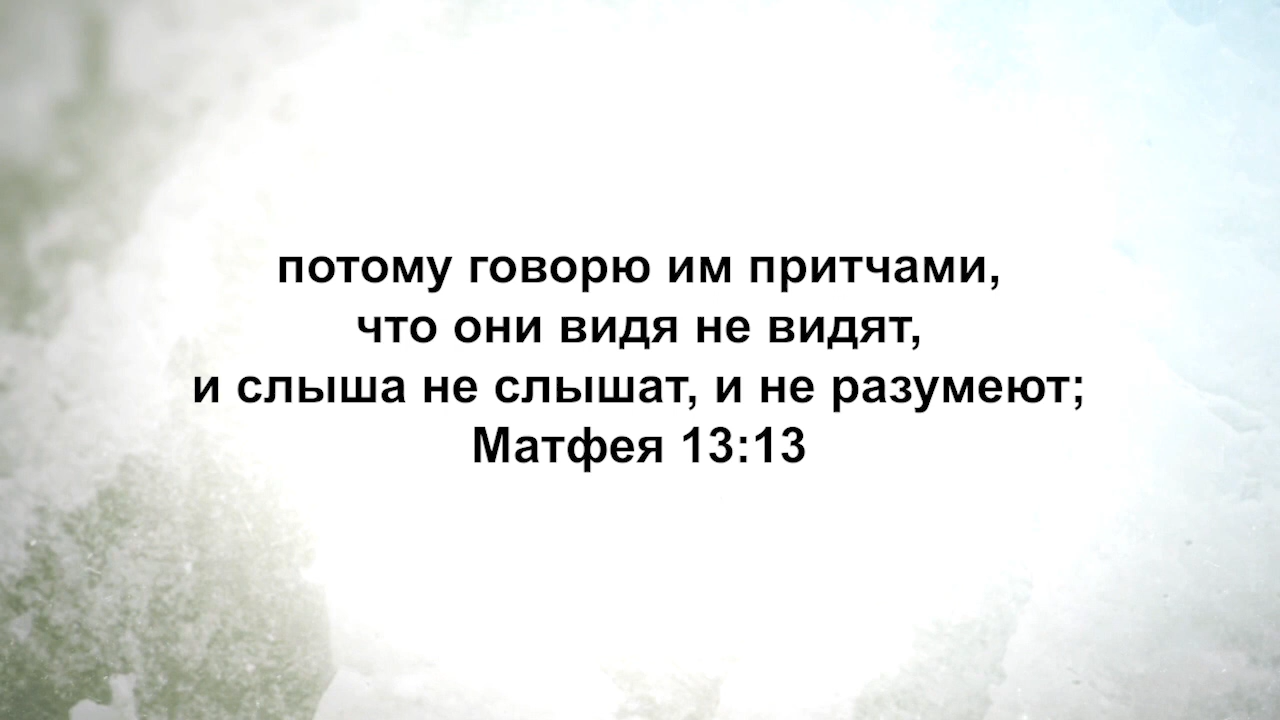 потому говорю им притчами,
что они видя не видят,
и слыша не слышат, и не разумеют;
Матфея 13:13